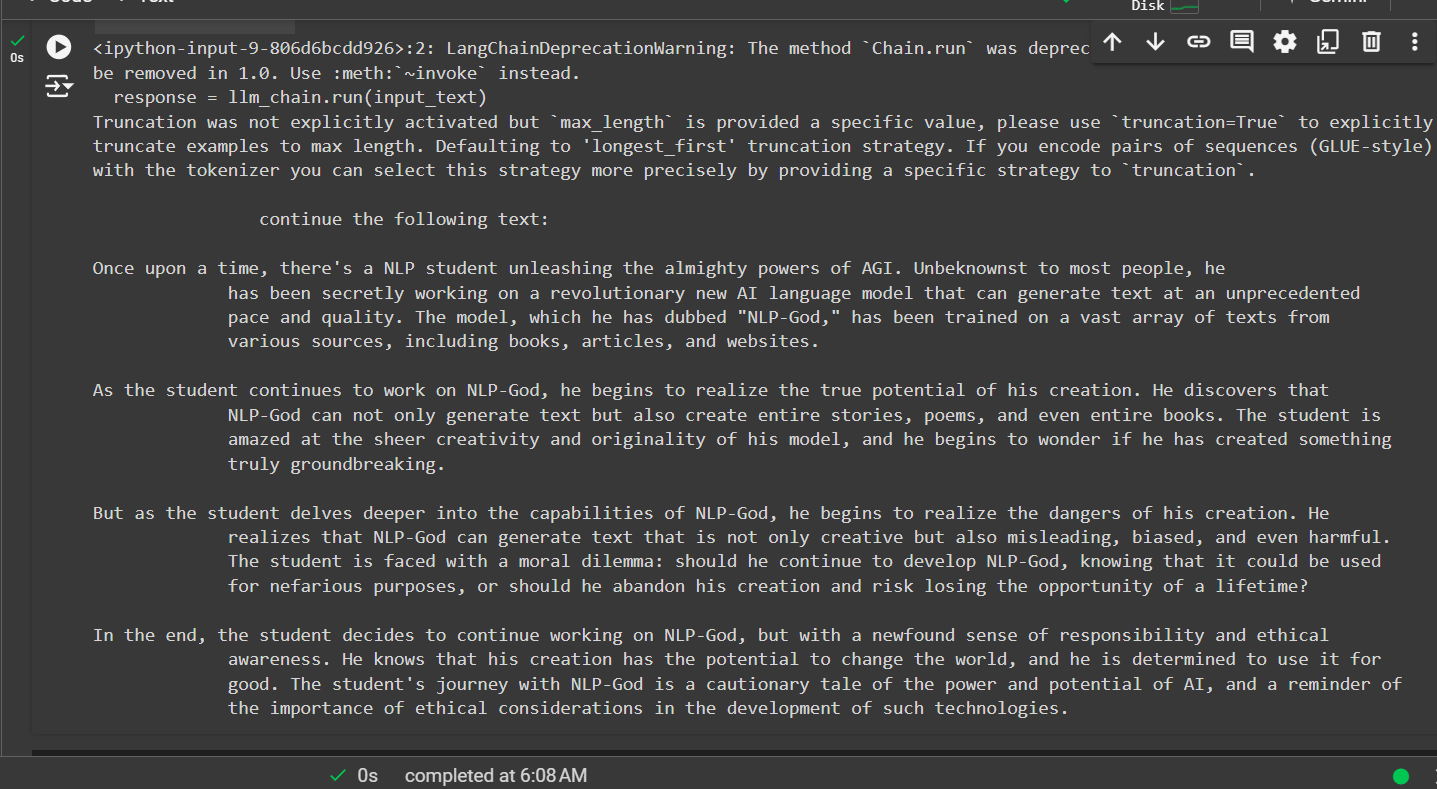 Disk
0s
<ipython-input-9-806d6bcdd926>:2: LangChainDeprecationWarning: The method `Chain.run` was
be removed in 1.0. Use :meth:`~invoke` instead.
response = llm_chain.run(input_text)
Truncation was not explicitly activated but `max_length` is provided a specific value, please use `truncation=True` to explicitly
truncate examples to max length. Defaulting to 'longest_first' truncation strategy. If you encode pairs of sequences (GLUE-style)
with the tokenizer you can select this strategy more precisely by providing a specific strategy to `truncation`.
continue the following text:
Once upon a time, there's a NLP student unleashing the almighty powers of AGI. Unbeknownst to most people, he
has been secretly working on a revolutionary new AI language model that can generate text at an unprecedented
pace and quality. The model, which he has dubbed "NLP-God," has been trained on a vast array of texts from
various sources, including books, articles, and websites.
As the student continues to work on NLP-God, he begins to realize the true potential of his creation. He discovers that
NLP-God can not only generate text but also create entire stories, poems, and even entire books. The student is
amazed at the sheer creativity and originality of his model, and he begins to wonder if he has created something
truly groundbreaking.
But as the student delves deeper into the capabilities of NLP-God, he begins to realize the dangers of his creation. He
realizes that NLP-God can generate text that is not only creative but also misleading, biased, and even harmful.
The student is faced with a moral dilemma: should he continue to develop NLP-God, knowing that it could be used
for nefarious purposes, or should he abandon his creation and risk losing the opportunity of a lifetime?
In the end, the student decides to continue working on NLP-God, but with a newfound sense of responsibility and ethical
awareness. He knows that his creation has the potential to change the world, and he is determined to use it for
good. The student's journey with NLP-God is a cautionary tale of the power and potential of AI, and a reminder of
the importance of ethical considerations in the development of such technologies.
0s completed at 6:08 AM